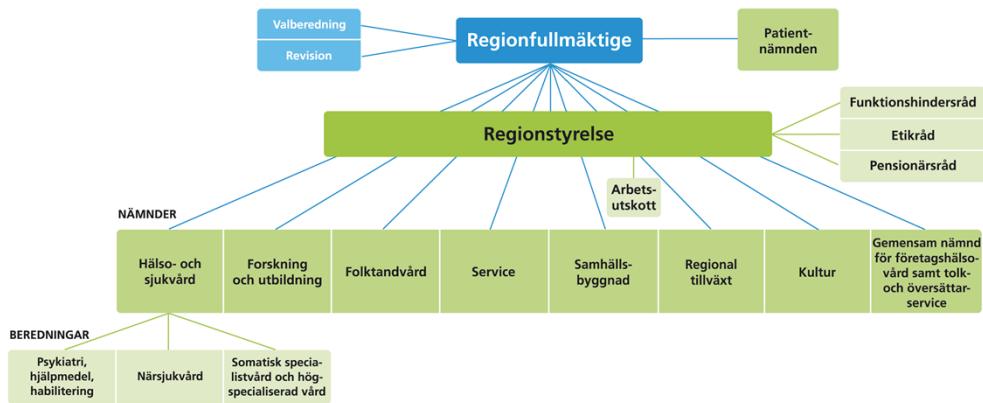 Valberedning
Revision
Regionfullmäktige
Patient-
nämnden
Regionstyrelse
Funktionshindersråd
Etikråd
Pensionärsråd
Arbets-
utskott
NÄMNDER
Hälso- och
sjukvård
Forskning
och utbildning
Folktandvård
Service
Samhälls-
byggnad
Regional
tillväxt
Kultur
Gemensam nämnd
för företagshälso-
vård samt tolk-
och översättar-
service
BEREDNINGAR
Psykiatri,
hjälpmedel,
habilitering
Närsjukvård
Somatisk specia-
listvård och hög-
specialiserad vård